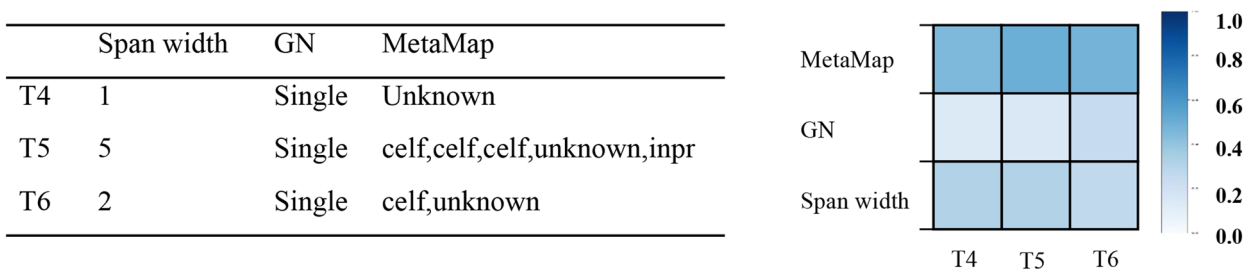 Span width GN MetaMap
T4 1 Single Unknown
T5 5 Single celf,celf,celf,unknown,inpr
T6 2 Single celf,unknown
MetaMap
GN
Span width
T4 T5 T6
1.0
0.8
0.6
0.4
0.2
0.0